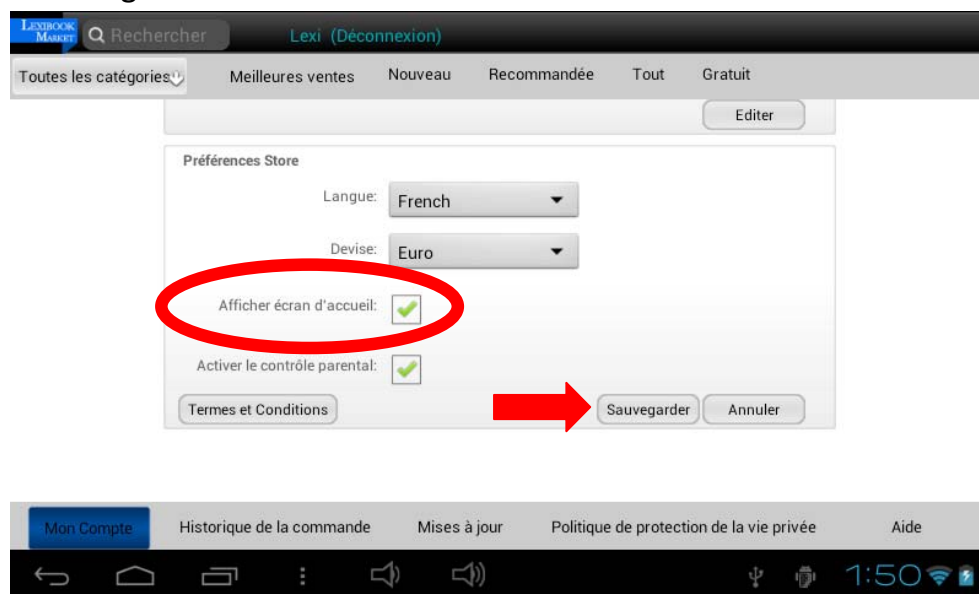 LEXIBOOK
MARKET
Rechercher
Lexi (Déconnexion)
Toutes les catégories
Meilleures ventes
Nouveau
Recommandée
Tout
Gratuit
Editer
Préférences Store
Langue: French
Devise: Euro
Afficher écran d'accueil:
Activer le contrôle parental:
Termes et Conditions
Sauvegarder
Annuler
Mon Compte
Historique de la commande
Mises à jour
Politique de protection de la vie privée
Aide
1:50